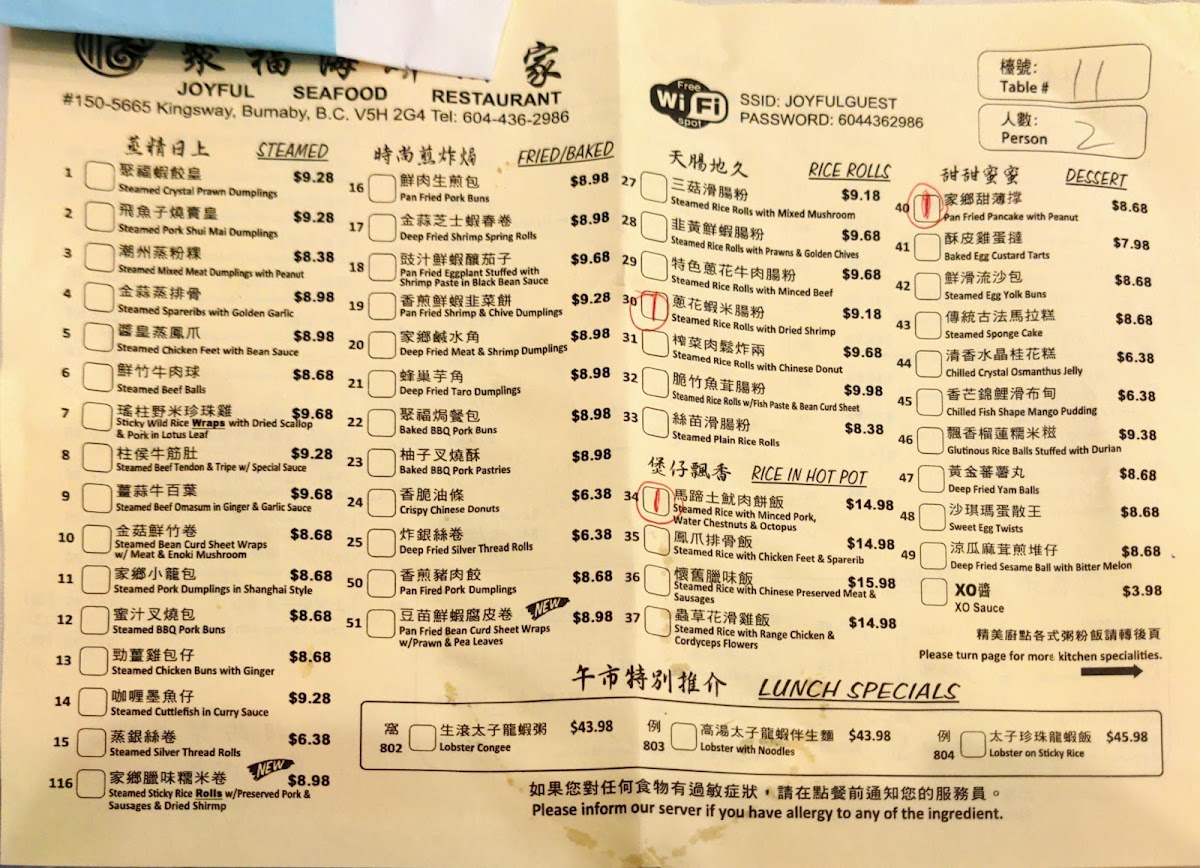 聚福海鮮酒家
JOYFUL SEAFOOD RESTAURANT
#150-5665 Kingsway, Burnaby, B.C. V5H 2G4 Tel: 604-436-2986
Free
Wi Fi
spot
SSID: JOYFULGUEST
PASSWORD: 6044362986
檯號:
Table # 11
人數:
Person 2
蒸精日上 STEAMED
1 聚福蝦餃皇 $9.28
Steamed Crystal Prawn Dumplings
2 飛魚子燒賣皇 $9.28
Steamed Pork Shui Mai Dumplings
3 潮州蒸粉粿 $8.38
Steamed Mixed Meat Dumplings with Peanut
4 金蒜蒸排骨 $8.98
Steamed Spareribs with Golden Garlic
5 醬皇蒸鳳爪 $8.98
Steamed Chicken Feet with Bean Sauce
6 鮮竹牛肉球 $8.68
Steamed Beef Balls
7 瑤柱野米珍珠雞 $9.68
Sticky Wild Rice Wraps with Dried Scallop
& Pork in Lotus Leaf
8 柱侯牛筋肚 $9.28
Steamed Beef Tendon & Tripe w/ Special Sauce
9 薑蒜牛百葉 $9.68
Steamed Beef Omasum in Ginger & Garlic Sauce
10 金菇鮮竹卷 $8.68
Steamed Bean Curd Sheet Wraps
w/ Meat & Enoki Mushroom
11 家鄉小龍包 $8.68
Steamed Pork Dumplings in Shanghai Style
12 蜜汁叉燒包 $8.68
Steamed BBQ Pork Buns
13 勁薑雞包仔 $8.68
Steamed Chicken Buns with Ginger
14 咖喱墨魚仔 $9.28
Steamed Cuttlefish in Curry Sauce
15 蒸銀絲卷 $6.38
Steamed Silver Thread Rolls
NEW
116 家鄉臘味糯米卷 $8.98
Steamed Sticky Rice Rolls w/Preserved Pork &
Sausages & Dried Shirmp
時尚煎炸焗 FRIED/BAKED
16 鮮肉生煎包 $8.98
Pan Fried Pork Buns
17 金蒜芝士蝦春卷 $8.98
Deep Fried Shrimp Spring Rolls
18 豉汁鮮蝦釀茄子 $9.68
Pan Fried Eggplant Stuffed with
Shrimp Paste in Black Bean Sauce
19 香煎鮮蝦韭菜餅 $9.28
Pan Fried Shrimp & Chive Dumplings
20 家鄉鹹水角 $8.98
Deep Fried Meat & Shrimp Dumplings
21 蜂巢芋角 $8.98
Deep Fried Taro Dumplings
22 聚福焗餐包 $8.98
Baked BBQ Pork Buns
23 柚子叉燒酥 $8.98
Baked BBQ Pork Pastries
24 香脆油條 $6.38
Crispy Chinese Donuts
25 炸銀絲卷 $6.38
Deep Fried Silver Thread Rolls
50 香煎豬肉餃 $8.68
Pan Fired Pork Dumplings
NEW
51 豆苗鮮蝦腐皮卷 $8.98
Pan Fried Bean Curd Sheet Wraps
w/Prawn & Pea Leaves
天腸地久 RICE ROLLS
27 三菇滑腸粉 $9.18
Steamed Rice Rolls with Mixed Mushroom
28 韭黃鮮蝦腸粉 $9.68
Steamed Rice Rolls with Prawns & Golden Chives
29 特色蔥花牛肉腸粉 $9.68
Steamed Rice Rolls with Minced Beef
30 1 蔥花蝦米腸粉 $9.18
Steamed Rice Rolls with Dried Shrimp
31 榨菜肉鬆炸兩 $9.68
Steamed Rice Rolls with Chinese Donut
32 脆竹魚茸腸粉 $9.98
Steamed Rice Rolls w/Fish Paste & Bean Curd Sheet
33 絲苗滑腸粉 $8.38
Steamed Plain Rice Rolls
煲仔飄香 RICE IN HOT POT
34 1 馬蹄土魷肉餅飯 $14.98
Steamed Rice with Minced Pork,
Water Chestnuts & Octopus
35 鳳爪排骨飯 $14.98
Steamed Rice with Chicken Feet & Sparerib
36 懷舊臘味飯 $15.98
Steamed Rice with Chinese Preserved Meat &
Sausages
37 蟲草花滑雞飯 $14.98
Steamed Rice with Range Chicken &
Cordyceps Flowers
甜甜蜜蜜 DESSERT
40 1 家鄉甜薄撐 $8.68
Pan Fried Pancake with Peanut
41 酥皮雞蛋撻 $7.98
Baked Egg Custard Tarts
42 鮮滑流沙包 $8.68
Steamed Egg Yolk Buns
43 傳統古法馬拉糕 $8.68
Steamed Sponge Cake
44 清香水晶桂花糕 $6.38
Chilled Crystal Osmanthus Jelly
45 香芒錦鯉滑布甸 $6.38
Chilled Fish Shape Mango Pudding
46 飄香榴蓮糯米糍 $9.38
Glutinous Rice Balls Stuffed with Durian
47 黃金蕃薯丸 $8.68
Deep Fried Yam Balls
48 沙琪瑪蛋散王 $8.68
Sweet Egg Twists
49 涼瓜麻茸煎堆仔 $8.68
Deep Fried Sesame Ball with Bitter Melon
XO醬 $3.98
XO Sauce
精美廚點各式粥粉飯請轉後頁
Please turn page for more kitchen specialities.
午市特別推介 LUNCH SPECIALS
窩 802 生滾太子龍蝦粥 $43.98
Lobster Congee
例 803 高湯太子龍蝦伴生麵 $43.98
Lobster with Noodles
例 804 太子珍珠龍蝦飯 $45.98
Lobster on Sticky Rice
如果您對任何食物有過敏症狀，請在點餐前通知您的服務員。
Please inform our server if you have allergy to any of the ingredient.